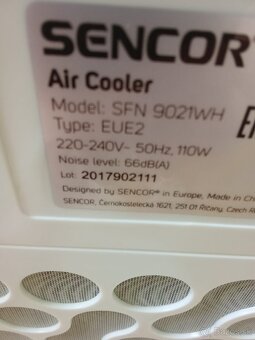 SENCOR
Air Cooler
Model: SFN 9021WH
Type: EUE2
220-240V~ 50Hz, 110W
Noise level: 66dB(A)
Lot: 2017902111
Designed by SENCOR® in Europe, Made in
SENCOR, Černokostelecká 1621, 251 01 Říčany, Czech